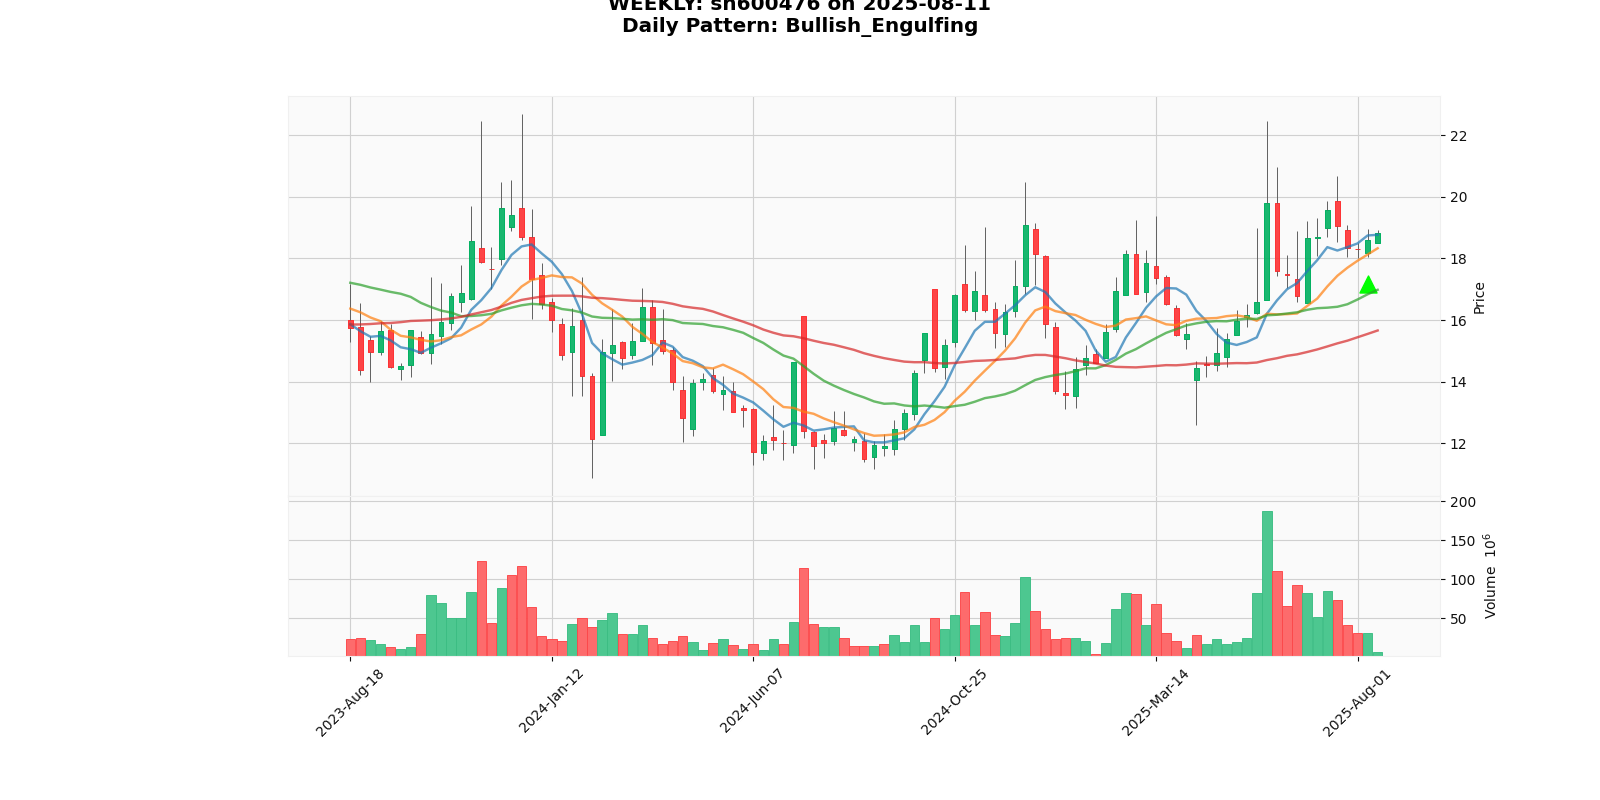 WEEKLY: sh600476 on 2025-08-11
Daily Pattern: Bullish_Engulfing
22
20
18
16
14
12
Price
200
150
100
50
Volume 10^6
2023-Aug-18
2024-Jan-12
2024-Jun-07
2024-Oct-25
2025-Mar-14
2025-Aug-01